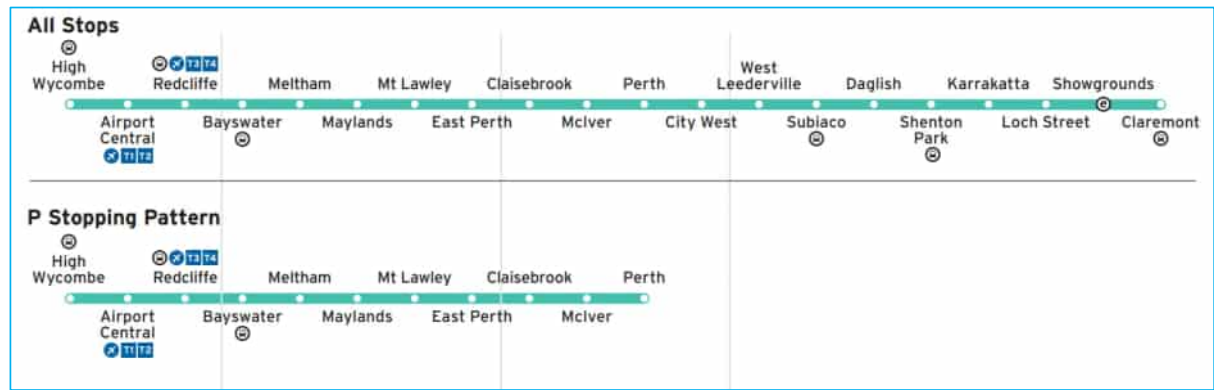 All Stops
High
Wycombe
Airport
Central
T1 T2
T3 T4
Redcliffe
Bayswater
Meltham
Maylands
Mt Lawley
East Perth
Claisebrook
McIver
Perth
City West
West
Leederville
Subiaco
Daglish
Shenton
Park
Karrakatta
Loch Street
Showgrounds
e
Claremont
P Stopping Pattern
High
Wycombe
Airport
Central
T1 T2
T3 T4
Redcliffe
Bayswater
Meltham
Maylands
Mt Lawley
East Perth
Claisebrook
McIver
Perth